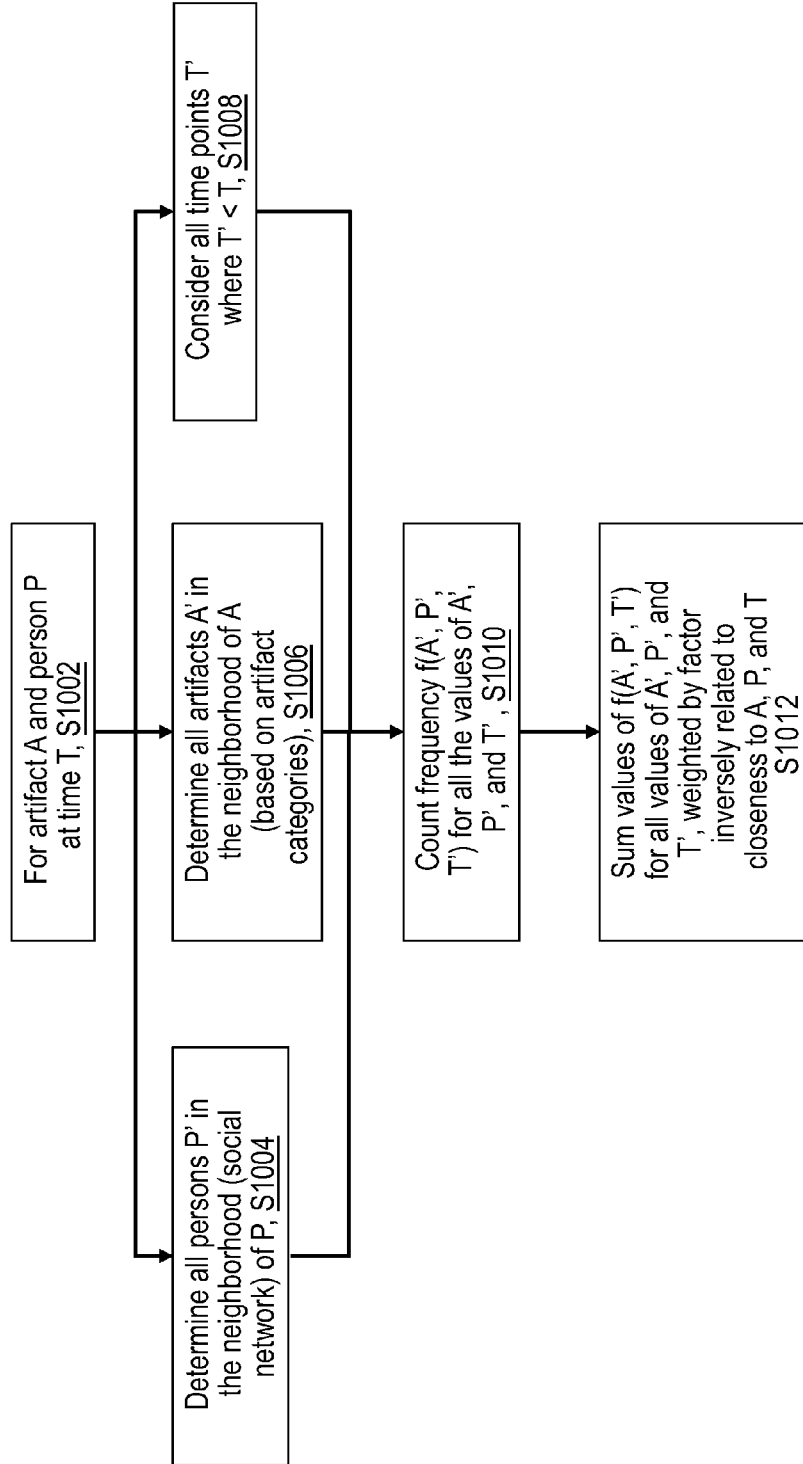 For artifact A and person P
at time T, S1002
Determine all persons P' in
the neighborhood (social
network) of P, S1004
Determine all artifacts A' in
the neighborhood of A
(based on artifact
categories), S1006
Consider all time points T'
where T' < T, S1008
Count frequency f(A', P',
T') for all the values of A',
P', and T' , S1010
Sum values of f(A', P', T')
for all values of A', P', and
T', weighted by factor
inversely related to
closeness to A, P, and T
S1012